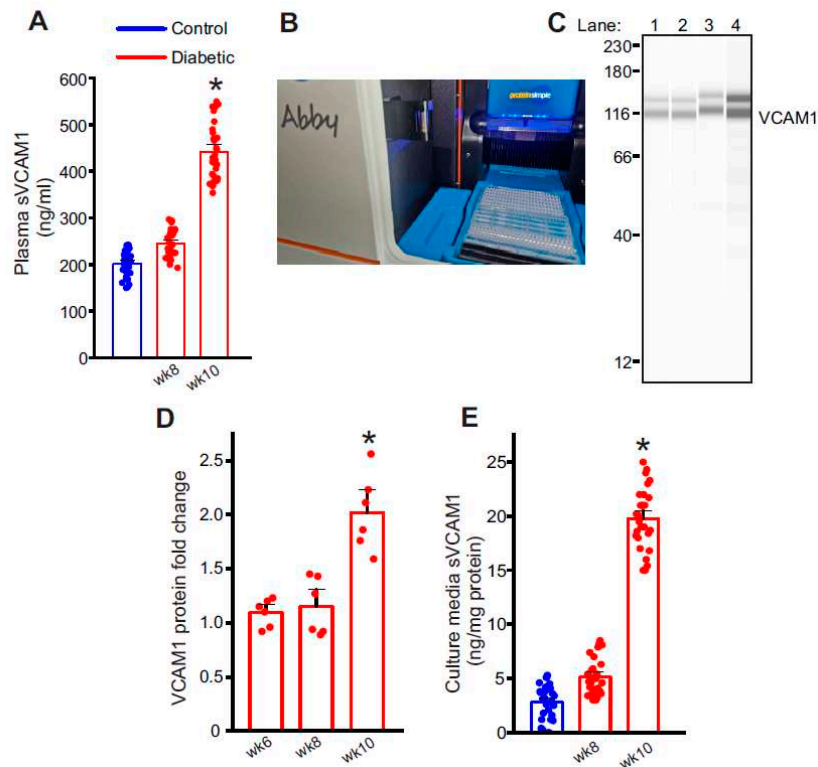 A
Control
Diabetic
Plasma sVCAM1
(ng/ml)
600
500
400
300
200
100
0
*
wk8
wk10
B
Abby
proteinsimple
C
Lane: 1 2 3 4
230
180
116
66
40
12
VCAM1
D
VCAM1 protein fold change
2.5
2.0
1.5
1.0
0.5
0
*
wk6
wk8
wk10
E
Culture media sVCAM1
(ng/mg protein)
25
20
15
10
5
0
*
wk8
wk10